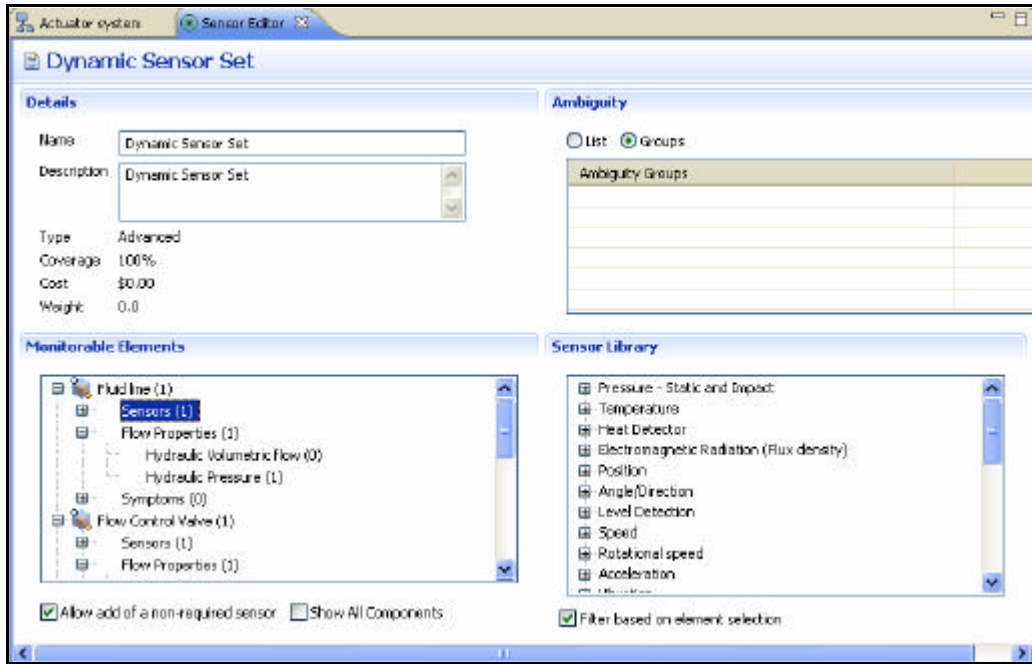 Actuator system
Sensor Editor
Dynamic Sensor Set
Details
Name
Dynamic Sensor Set
Description
Dynamic Sensor Set
Type
Advanced
Coverage
100%
Cost
$0.00
Weight
0.0
Ambiguity
List
Groups
Ambiguity Groups
Monitorable Elements
Fluid line (1)
Sensors (1)
Flow Properties (1)
Hydraulic Volumetric Flow (0)
Hydraulic Pressure (1)
Symptoms (0)
Flow Control Valve (1)
Sensors (1)
Flow Properties (1)
Allow add of a non-required sensor
Show All Components
Sensor Library
Pressure - Static and Impact
Temperature
Heat Detector
Electromagnetic Radiation (Flux density)
Position
Angle/Direction
Level Detection
Speed
Rotational speed
Acceleration
Filter based on element selection